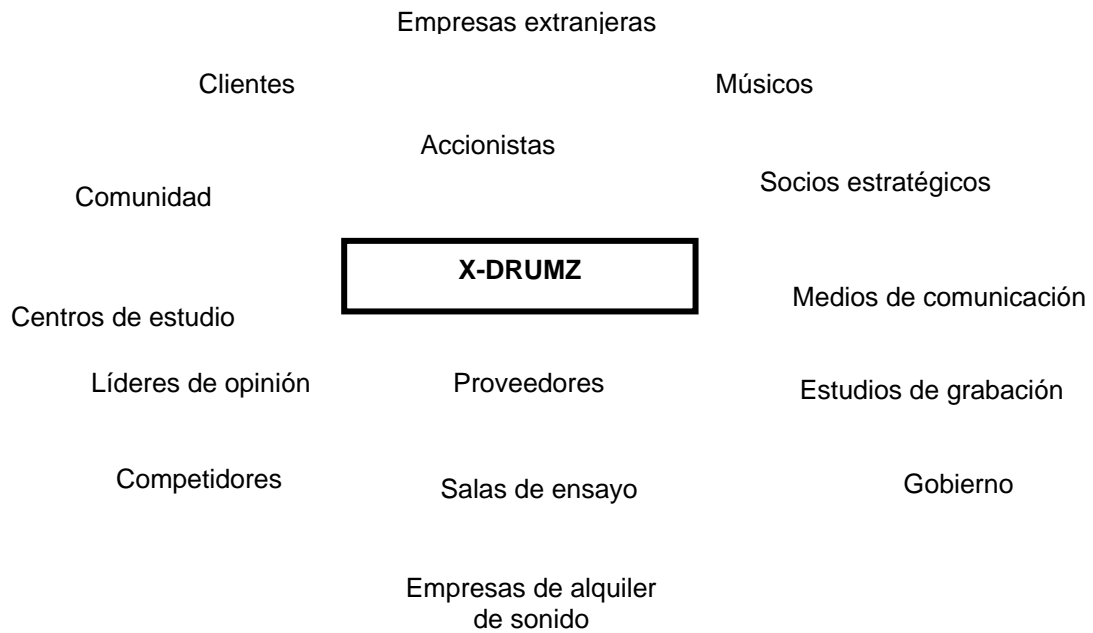 Empresas extranjeras
Clientes
Músicos
Accionistas
Socios estratégicos
Comunidad
X-DRUMZ
Medios de comunicación
Centros de estudio
Líderes de opinión
Proveedores
Estudios de grabación
Competidores
Salas de ensayo
Gobierno
Empresas de alquiler
de sonido